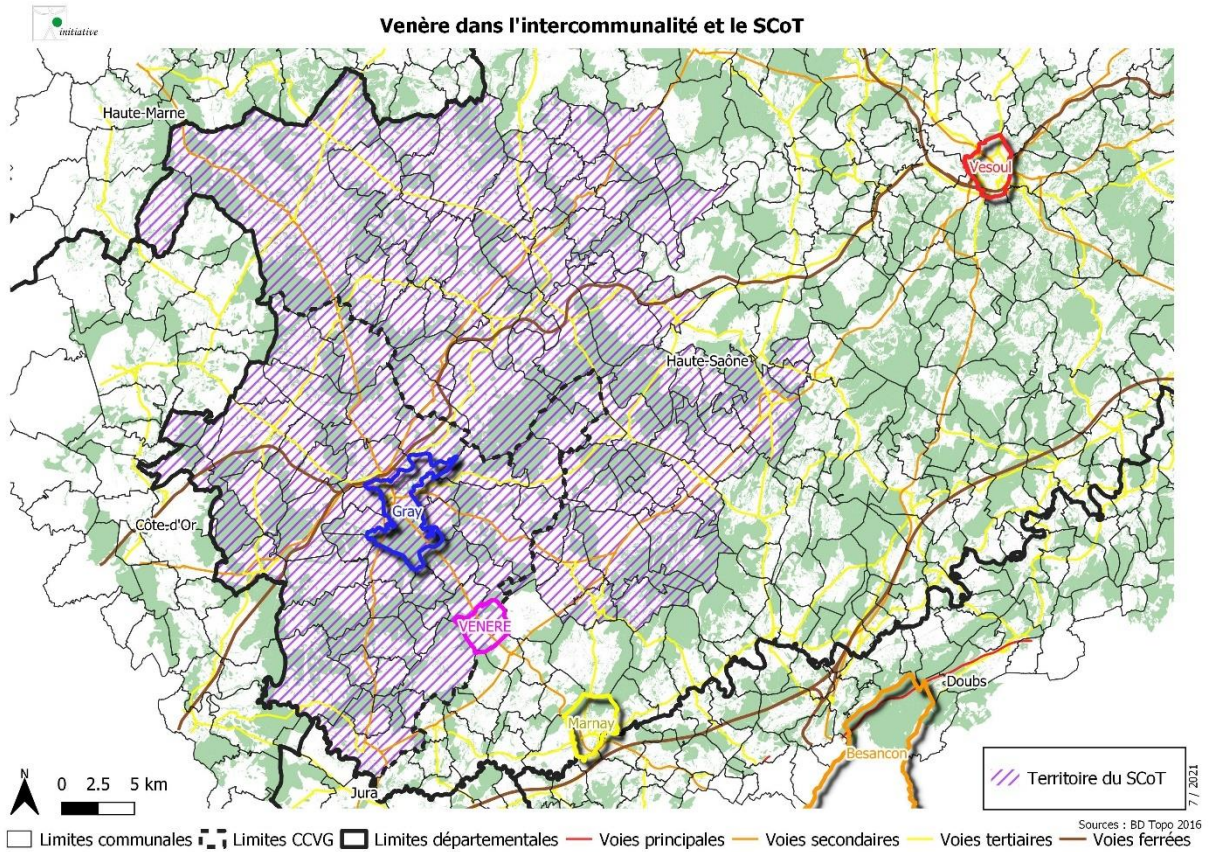 initiative
Venère dans l'intercommunalité et le SCoT
Haute-Marne
Vesoul
Haute-Saône
Gray
Côte-d'Or
VENERE
Marnay
Doubs
Besançon
Jura
N
0 2.5 5 km
Territoire du SCoT
7 / 2021
Sources : BD Topo 2016
Limites communales Limites CCVG Limites départementales Voies principales Voies secondaires Voies tertiaires Voies ferrées